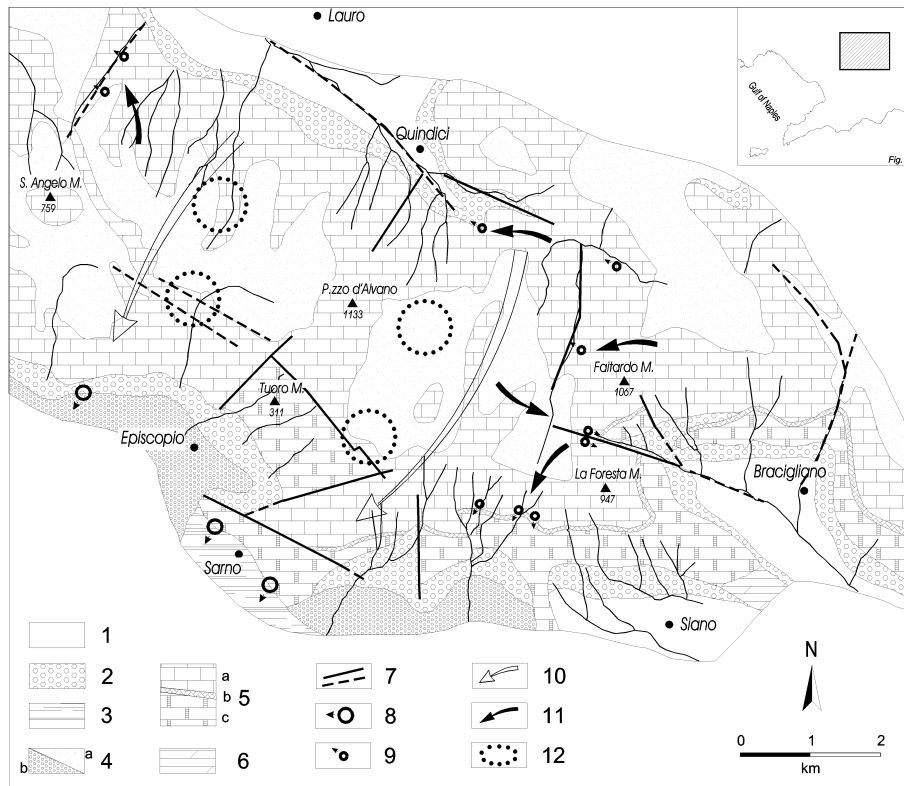 Lauro
Gulf of Naples
Fig.
Quindici
S. Angelo M.
759
P.zzo d'Alvano
1133
Faitardo M.
1067
Tuoro M.
311
Episcopio
La Foresta M.
947
Bracigliano
Sarno
Siano
1
2
3
a
b
4
a
b
c
5
6
7
8
9
10
11
12
N
0 1 2
km